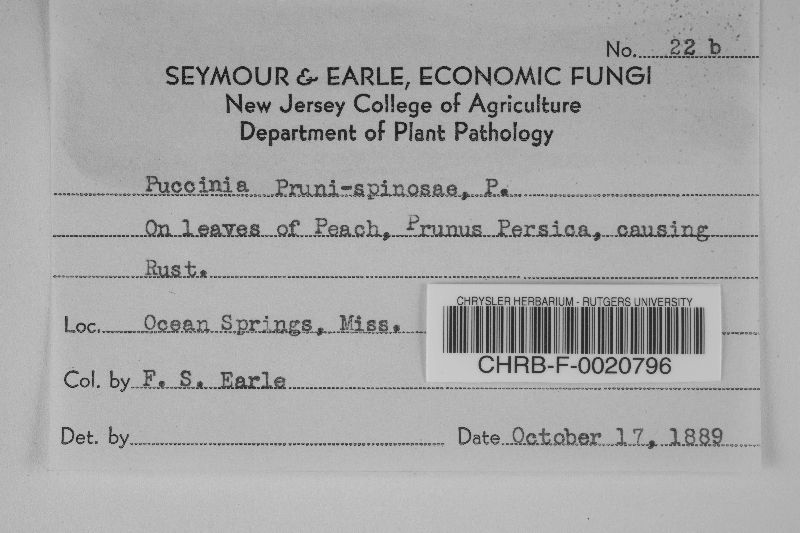 No. 22 b
SEYMOUR & EARLE, ECONOMIC FUNGI
New Jersey College of Agriculture
Department of Plant Pathology
Puccinia Pruni-spinosae, P.
On leaves of Peach, Prunus Persica, causing
Rust.
Loc. Ocean Springs, Miss.
CHRYSLER HERBARIUM - RUTGERS UNIVERSITY
CHRB-F-0020796
Col. by F. S. Earle
Det. by
Date October 17, 1889